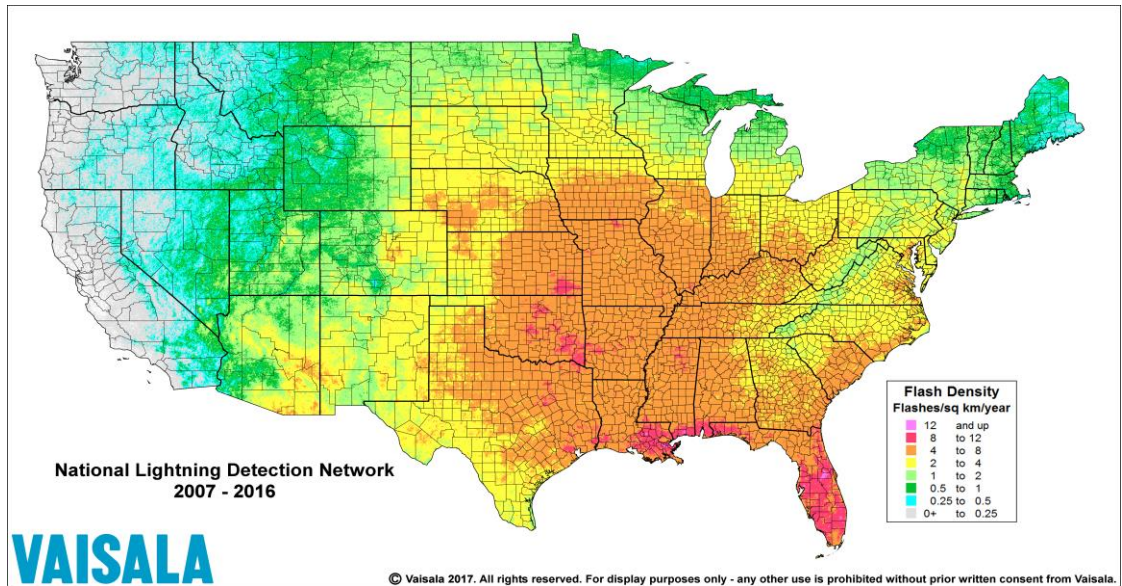 National Lightning Detection Network
2007 - 2016
Flash Density
Flashes/sq km/year
12 and up
8 to 12
4 to 8
2 to 4
1 to 2
0.5 to 1
0.25 to 0.5
0+ to 0.25
VAISALA
© Vaisala 2017. All rights reserved. For display purposes only - any other use is prohibited without prior written consent from Vaisala.